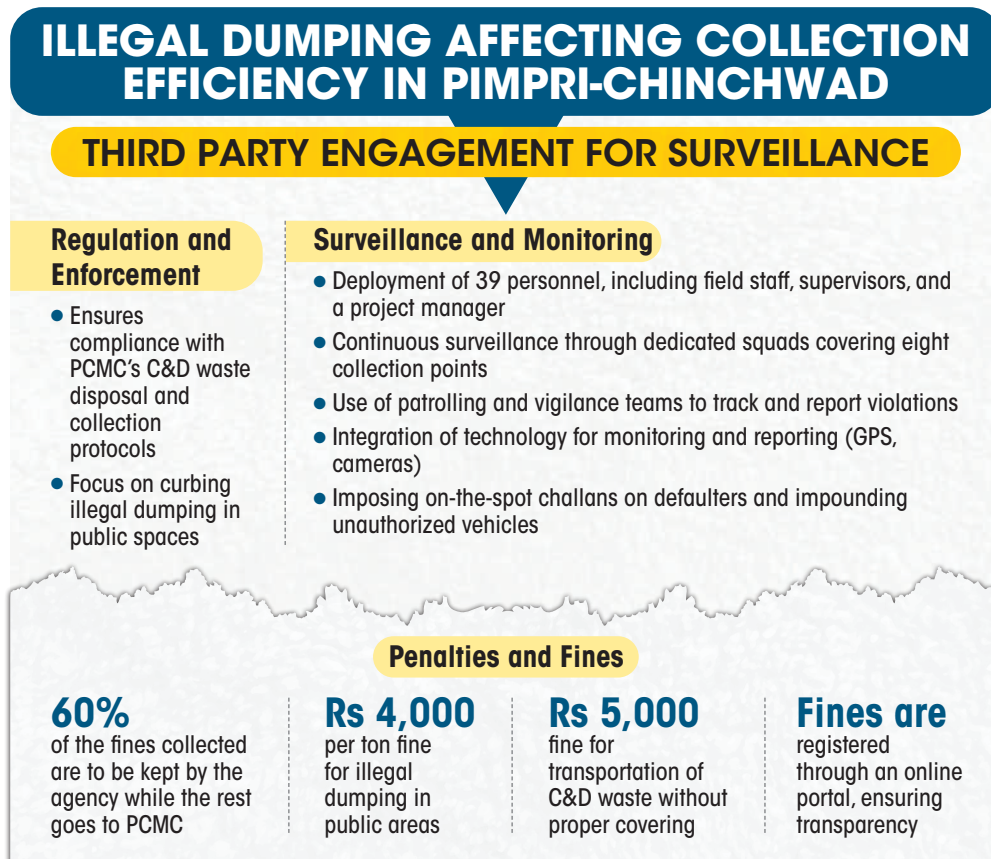 ILLEGAL DUMPING AFFECTING COLLECTION
EFFICIENCY IN PIMPRI-CHINCHWAD
THIRD PARTY ENGAGEMENT FOR SURVEILLANCE
Regulation and
Enforcement
• Ensures
compliance with
PCMC's C&D waste
disposal and
collection
protocols
• Focus on curbing
illegal dumping in
public spaces
Surveillance and Monitoring
• Deployment of 39 personnel, including field staff, supervisors, and
a project manager
• Continuous surveillance through dedicated squads covering eight
collection points
• Use of patrolling and vigilance teams to track and report violations
• Integration of technology for monitoring and reporting (GPS,
cameras)
• Imposing on-the-spot challans on defaulters and impounding
unauthorized vehicles
Penalties and Fines
60%
of the fines collected
are to be kept by the
agency while the rest
goes to PCMC
Rs 4,000
per ton fine
for illegal
dumping in
public areas
Rs 5,000
fine for
transportation of
C&D waste without
proper covering
Fines are
registered
through an online
portal, ensuring
transparency